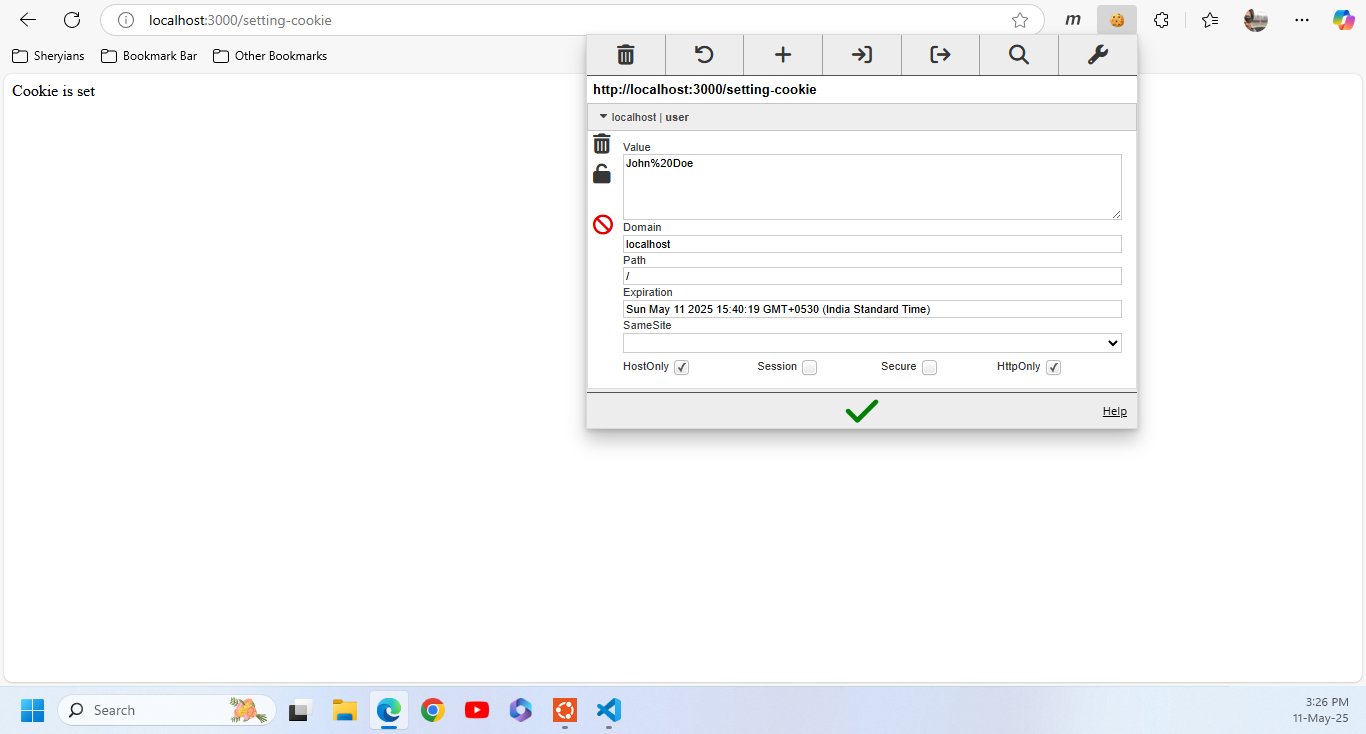 localhost:3000/setting-cookie
m
Sheryians
Bookmark Bar
Other Bookmarks
Cookie is set
http://localhost:3000/setting-cookie
localhost | user
Value
John%20Doe
Domain
localhost
Path
/
Expiration
Sun May 11 2025 15:40:19 GMT+0530 (India Standard Time)
SameSite
HostOnly Session Secure HttpOnly
Help
Search
3:26 PM
11-May-25